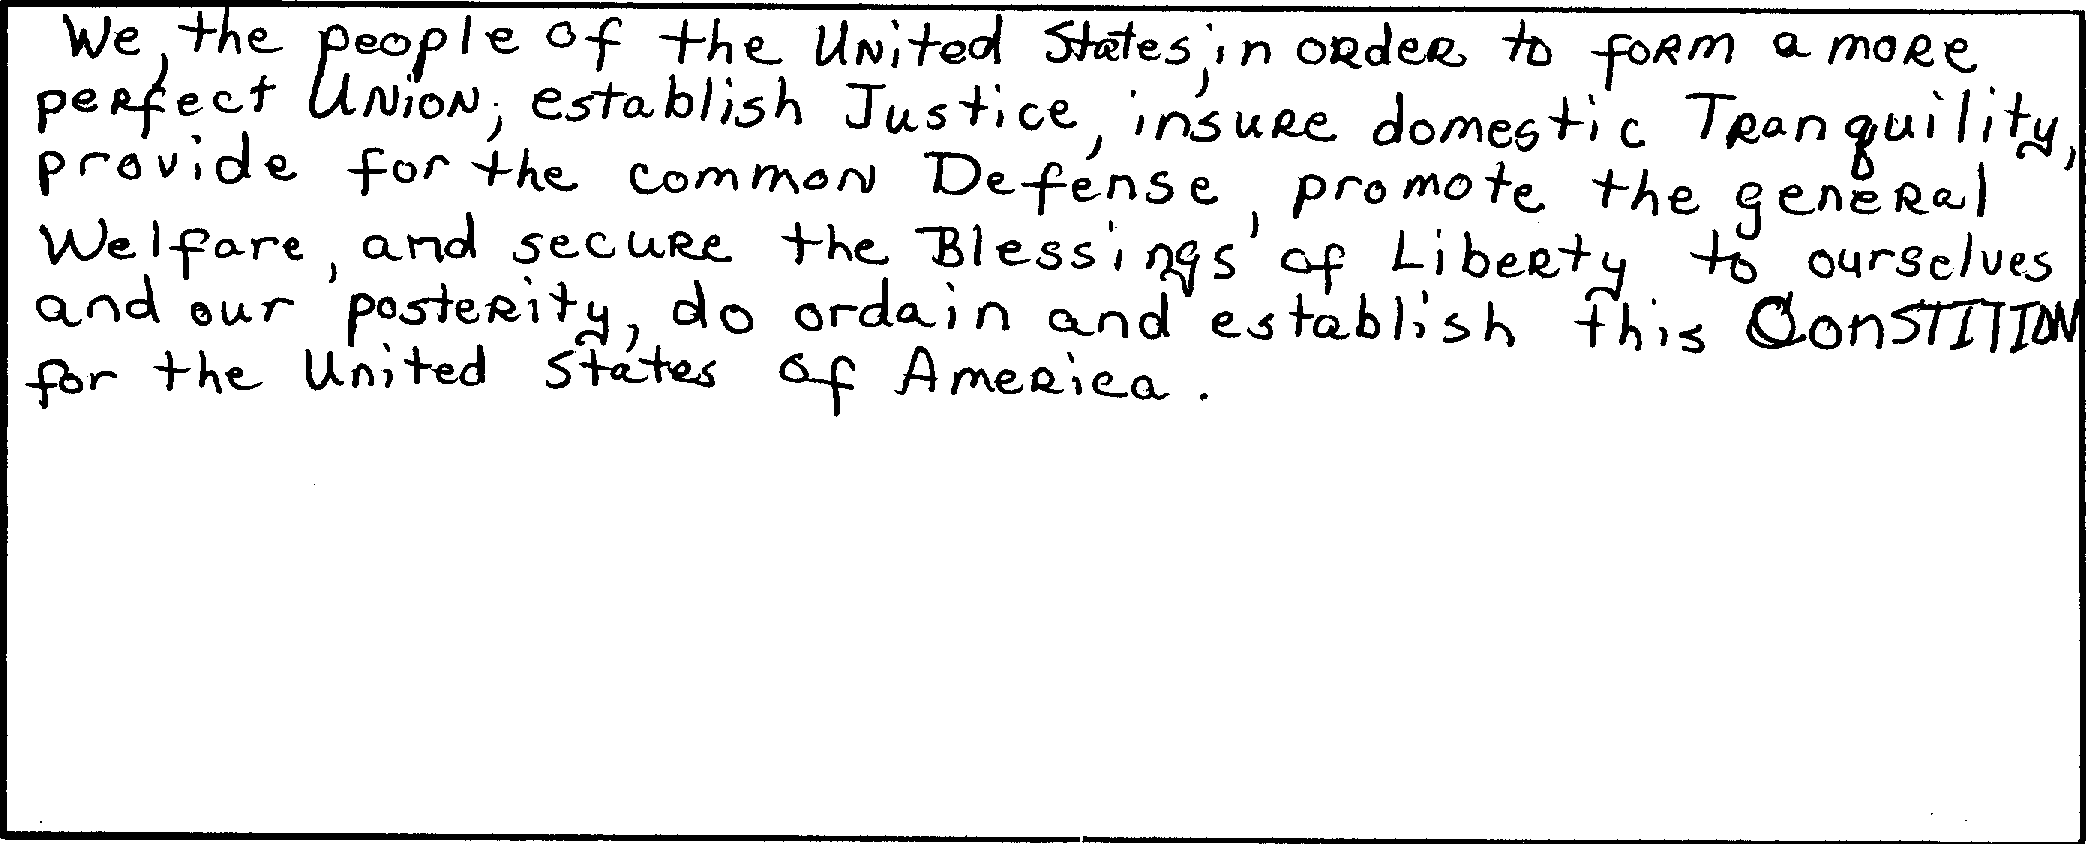 We, the people of the United States, in order to form a more
perfect Union, establish Justice, insure domestic Tranquility,
provide for the common Defense, promote the general
Welfare, and secure the Blessings of Liberty to ourselves
and our posterity, do ordain and establish this ConSTITITION
for the United States of America.